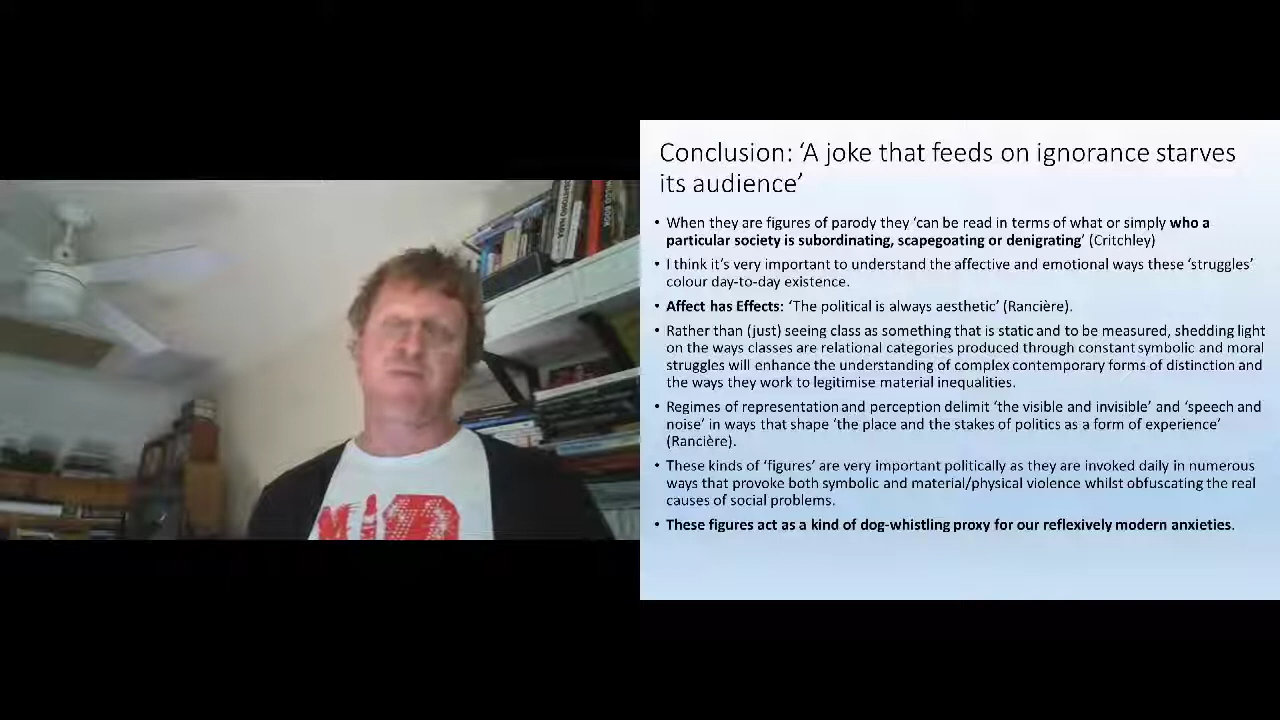 Conclusion: ‘A joke that feeds on ignorance starves
its audience’
• When they are figures of parody they ‘can be read in terms of what or simply who a
particular society is subordinating, scapegoating or denigrating’ (Critchley)
• I think it’s very important to understand the affective and emotional ways these ‘struggles’
colour day-to-day existence.
• Affect has Effects: ‘The political is always aesthetic’ (Rancière).
• Rather than (just) seeing class as something that is static and to be measured, shedding light
on the ways classes are relational categories produced through constant symbolic and moral
struggles will enhance the understanding of complex contemporary forms of distinction and
the ways they work to legitimise material inequalities.
• Regimes of representation and perception delimit ‘the visible and invisible’ and ‘speech and
noise’ in ways that shape ‘the place and the stakes of politics as a form of experience’
(Rancière).
• These kinds of ‘figures’ are very important politically as they are invoked daily in numerous
ways that provoke both symbolic and material/physical violence whilst obfuscating the real
causes of social problems.
• These figures act as a kind of dog-whistling proxy for our reflexively modern anxieties.